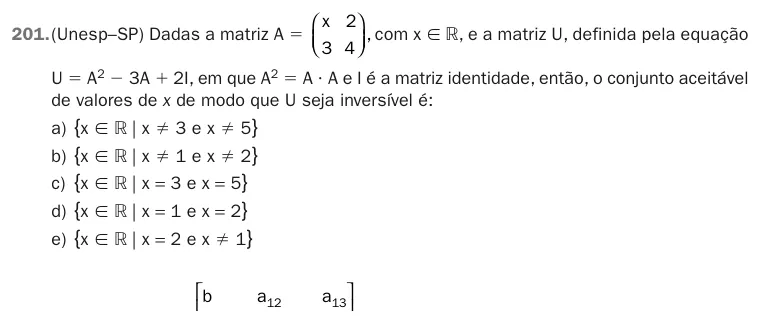 201. (Unesp–SP) Dadas a matriz A = (x 2
3 4), com x ∈ ℝ, e a matriz U, definida pela equação
U = A² − 3A + 2I, em que A² = A · A e I é a matriz identidade, então, o conjunto aceitável
de valores de x de modo que U seja inversível é:
a) {x ∈ ℝ | x ≠ 3 e x ≠ 5}
b) {x ∈ ℝ | x ≠ 1 e x ≠ 2}
c) {x ∈ ℝ | x = 3 e x = 5}
d) {x ∈ ℝ | x = 1 e x = 2}
e) {x ∈ ℝ | x = 2 e x ≠ 1}
[b a₁₂ a₁₃]